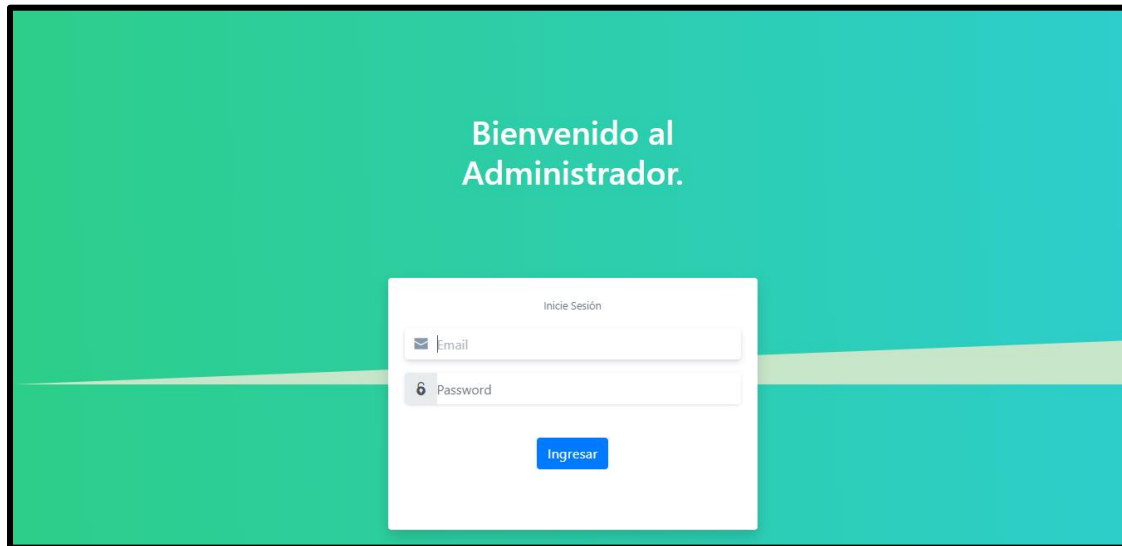 Bienvenido al
Administrador.
Inicie Sesión
Email
Password
Ingresar